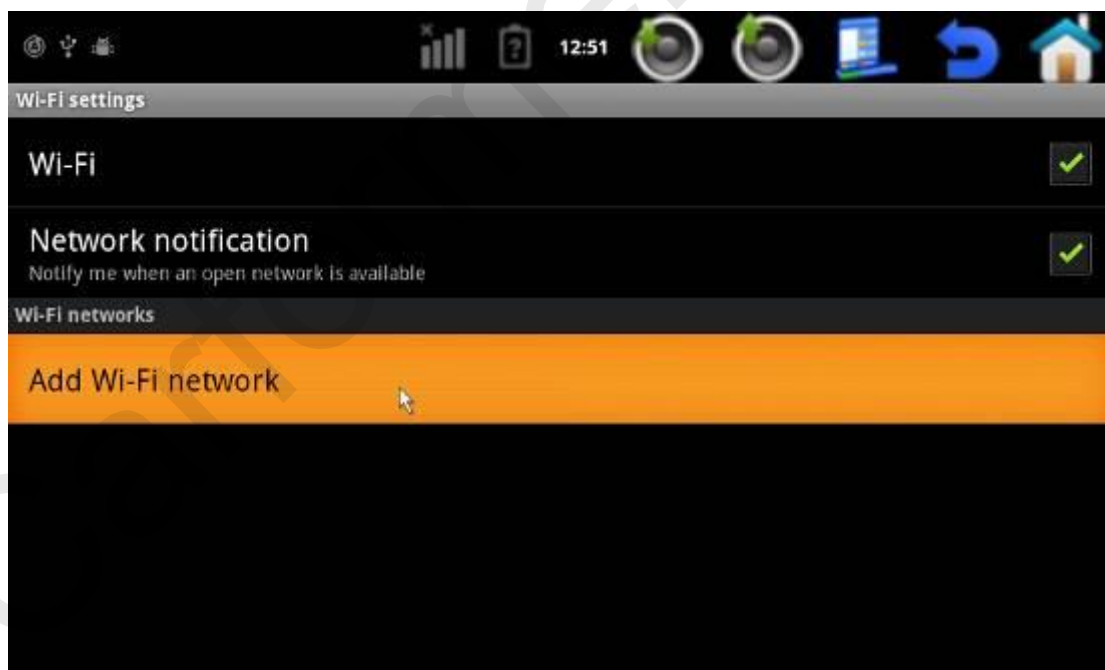 12:51
Wi-Fi settings
Wi-Fi
Network notification
Notify me when an open network is available
Wi-Fi networks
Add Wi-Fi network